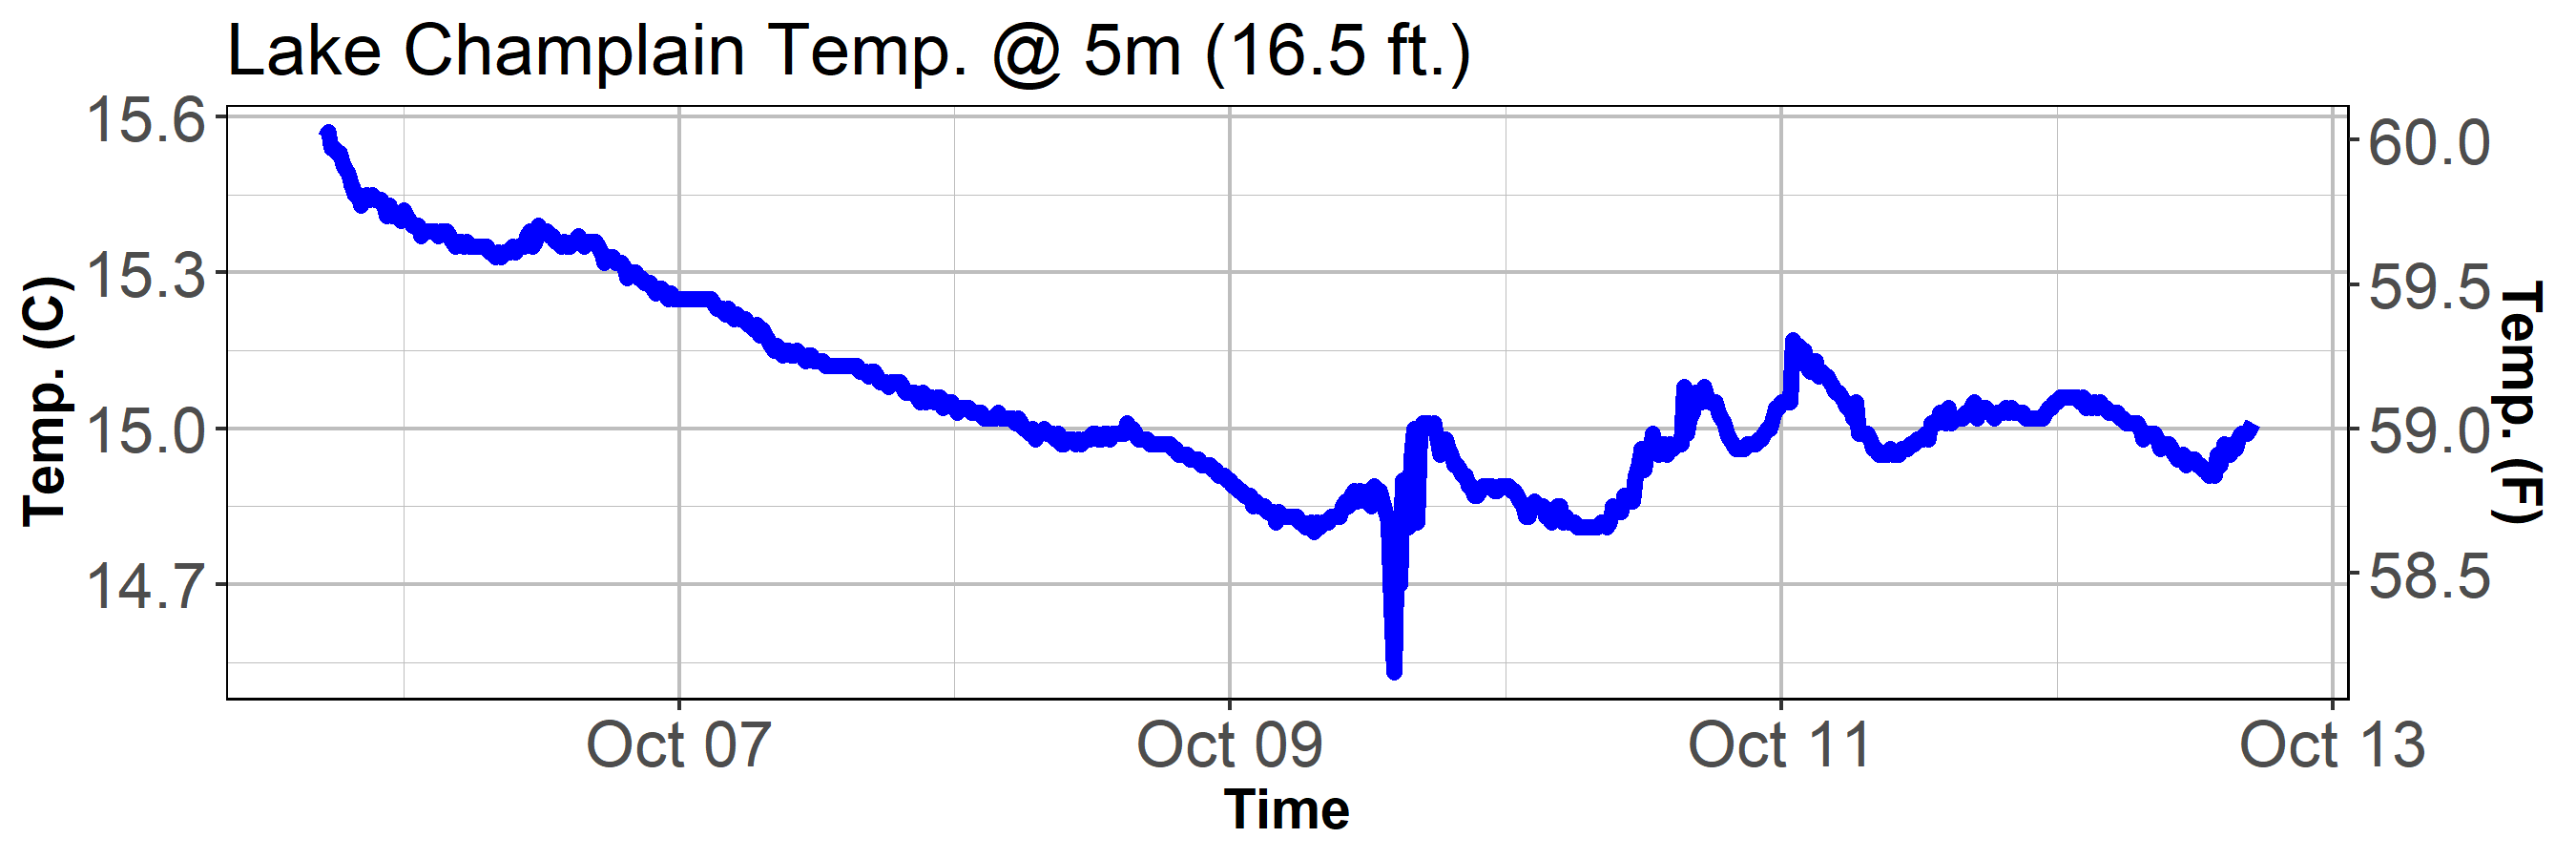 Lake Champlain Temp. @ 5m (16.5 ft.)
15.6
15.3
15.0
14.7
Temp. (C)
60.0
59.5
59.0
58.5
Temp. (F)
Oct 07 Oct 09 Oct 11 Oct 13
Time